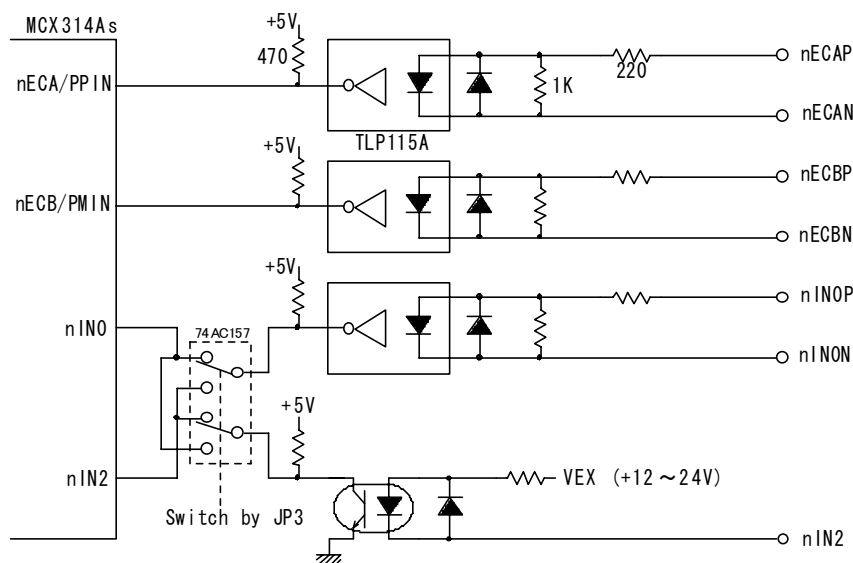 MCX314As
+5V
470
nECA/PPIN
1K
220
nECAP
nECAN
TLP115A
+5V
nECB/PMIN
nECBP
nECBN
+5V
nIN0
74AC157
nIN0P
nIN0N
+5V
nIN2
VEX (+12～24V)
Switch by JP3
nIN2